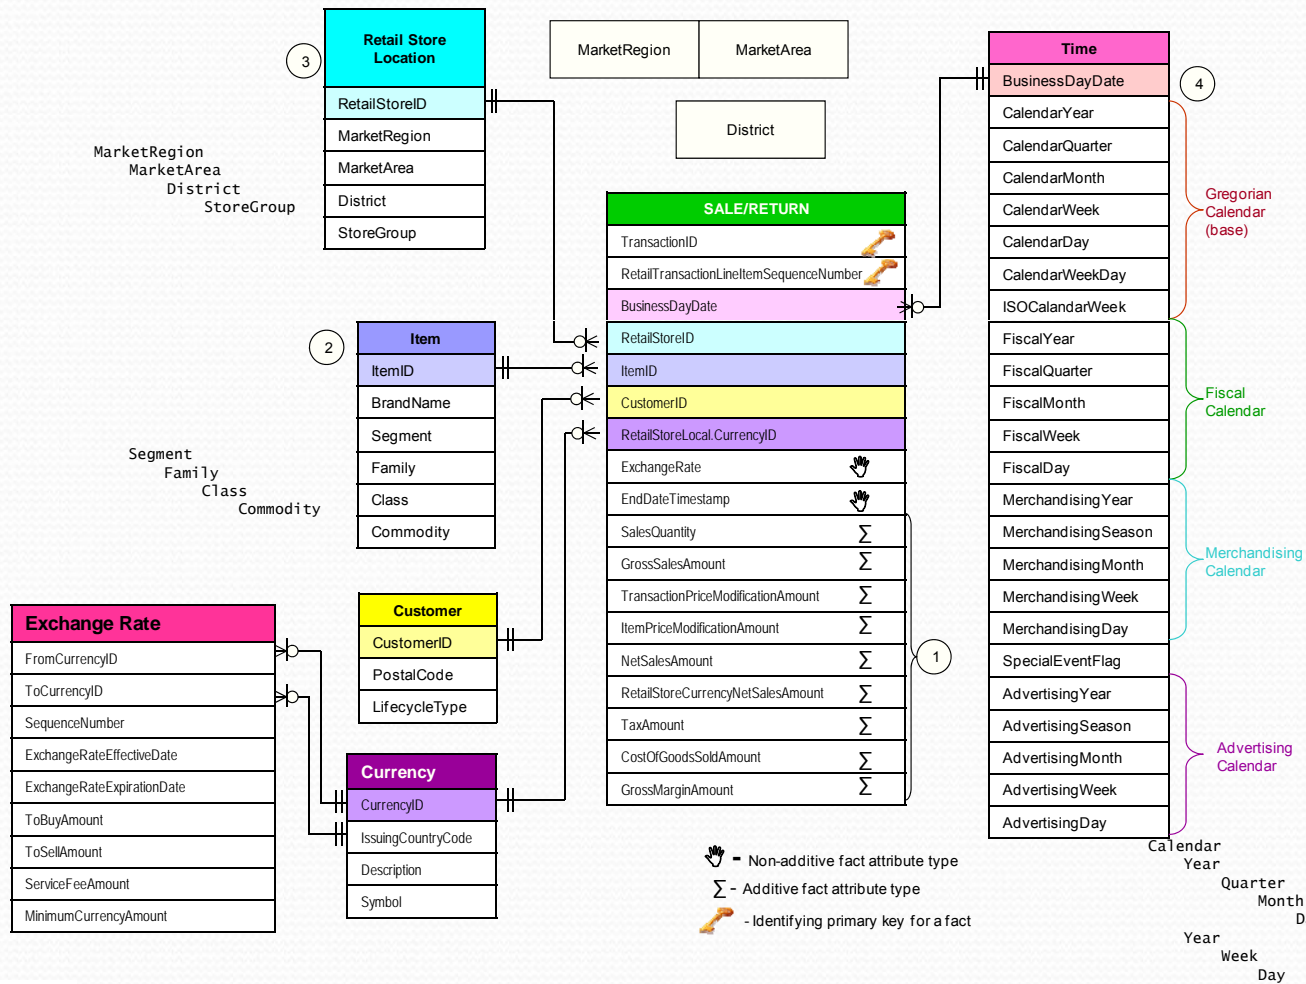 Retail Store
Location
3
RetailStoreID
MarketRegion
MarketArea
District
StoreGroup
MarketRegion
MarketArea
District
StoreGroup
MarketRegion
MarketArea
District
Time
BusinessDayDate
4
CalendarYear
CalendarQuarter
CalendarMonth
CalendarWeek
CalendarDay
CalendarWeekDay
ISOCalandarWeek
FiscalYear
FiscalQuarter
FiscalMonth
FiscalWeek
FiscalDay
MerchandisingYear
MerchandisingSeason
MerchandisingMonth
MerchandisingWeek
MerchandisingDay
SpecialEventFlag
AdvertisingYear
AdvertisingSeason
AdvertisingMonth
AdvertisingWeek
AdvertisingDay
Gregorian
Calendar
(base)
Fiscal
Calendar
Merchandising
Calendar
Advertising
Calendar
SALE/RETURN
TransactionID
RetailTransactionLineItemSequenceNumber
BusinessDayDate
RetailStoreID
ItemID
CustomerID
RetailStoreLocal.CurrencyID
ExchangeRate
EndDateTimestamp
SalesQuantity Σ
GrossSalesAmount Σ
TransactionPriceModificationAmount Σ
ItemPriceModificationAmount Σ
NetSalesAmount Σ
RetailStoreCurrencyNetSalesAmount Σ
TaxAmount Σ
CostOfGoodsSoldAmount Σ
GrossMarginAmount Σ
1
2
Item
ItemID
BrandName
Segment
Family
Class
Commodity
Segment
Family
Class
Commodity
Customer
CustomerID
PostalCode
LifecycleType
Exchange Rate
FromCurrencyID
ToCurrencyID
SequenceNumber
ExchangeRateEffectiveDate
ExchangeRateExpirationDate
ToBuyAmount
ToSellAmount
ServiceFeeAmount
MinimumCurrencyAmount
Currency
CurrencyID
IssuingCountryCode
Description
Symbol
- Non-additive fact attribute type
Σ - Additive fact attribute type
- Identifying primary key for a fact
Calendar
Year
Quarter
Month
D
Year
Week
Day